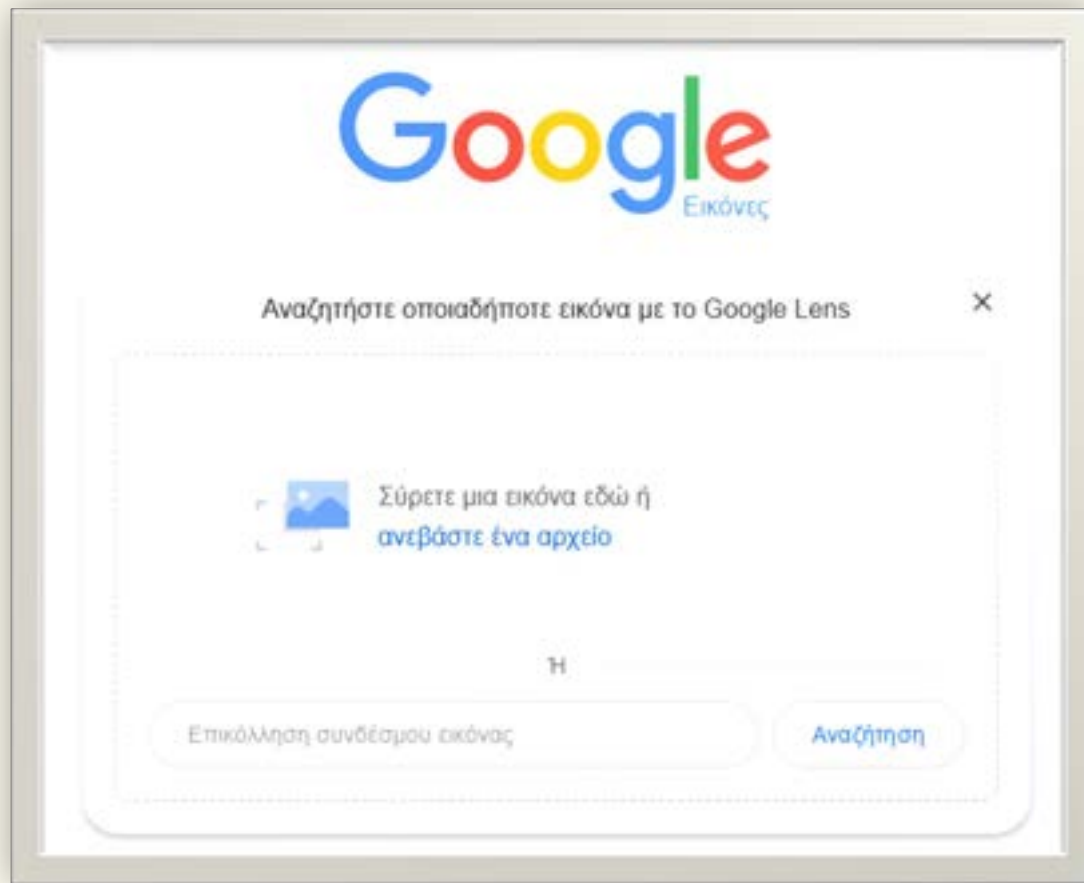 Google
Εικόνες
Αναζητήστε οποιαδήποτε εικόνα με το Google Lens
Σύρετε μια εικόνα εδώ ή
ανεβάστε ένα αρχείο
Ή
Επικόλληση συνδέσμου εικόνας
Αναζήτηση